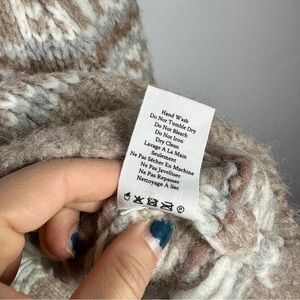 Hand Wash
Do Not Tumble Dry
Do Not Bleach
Do Not Iron
Dry Clean
Lavage A La Main
Seulement
Ne Pas Sécher En Machine
Ne Pas Javelliser
Ne Pas Repasser
Nettoyage À Sec